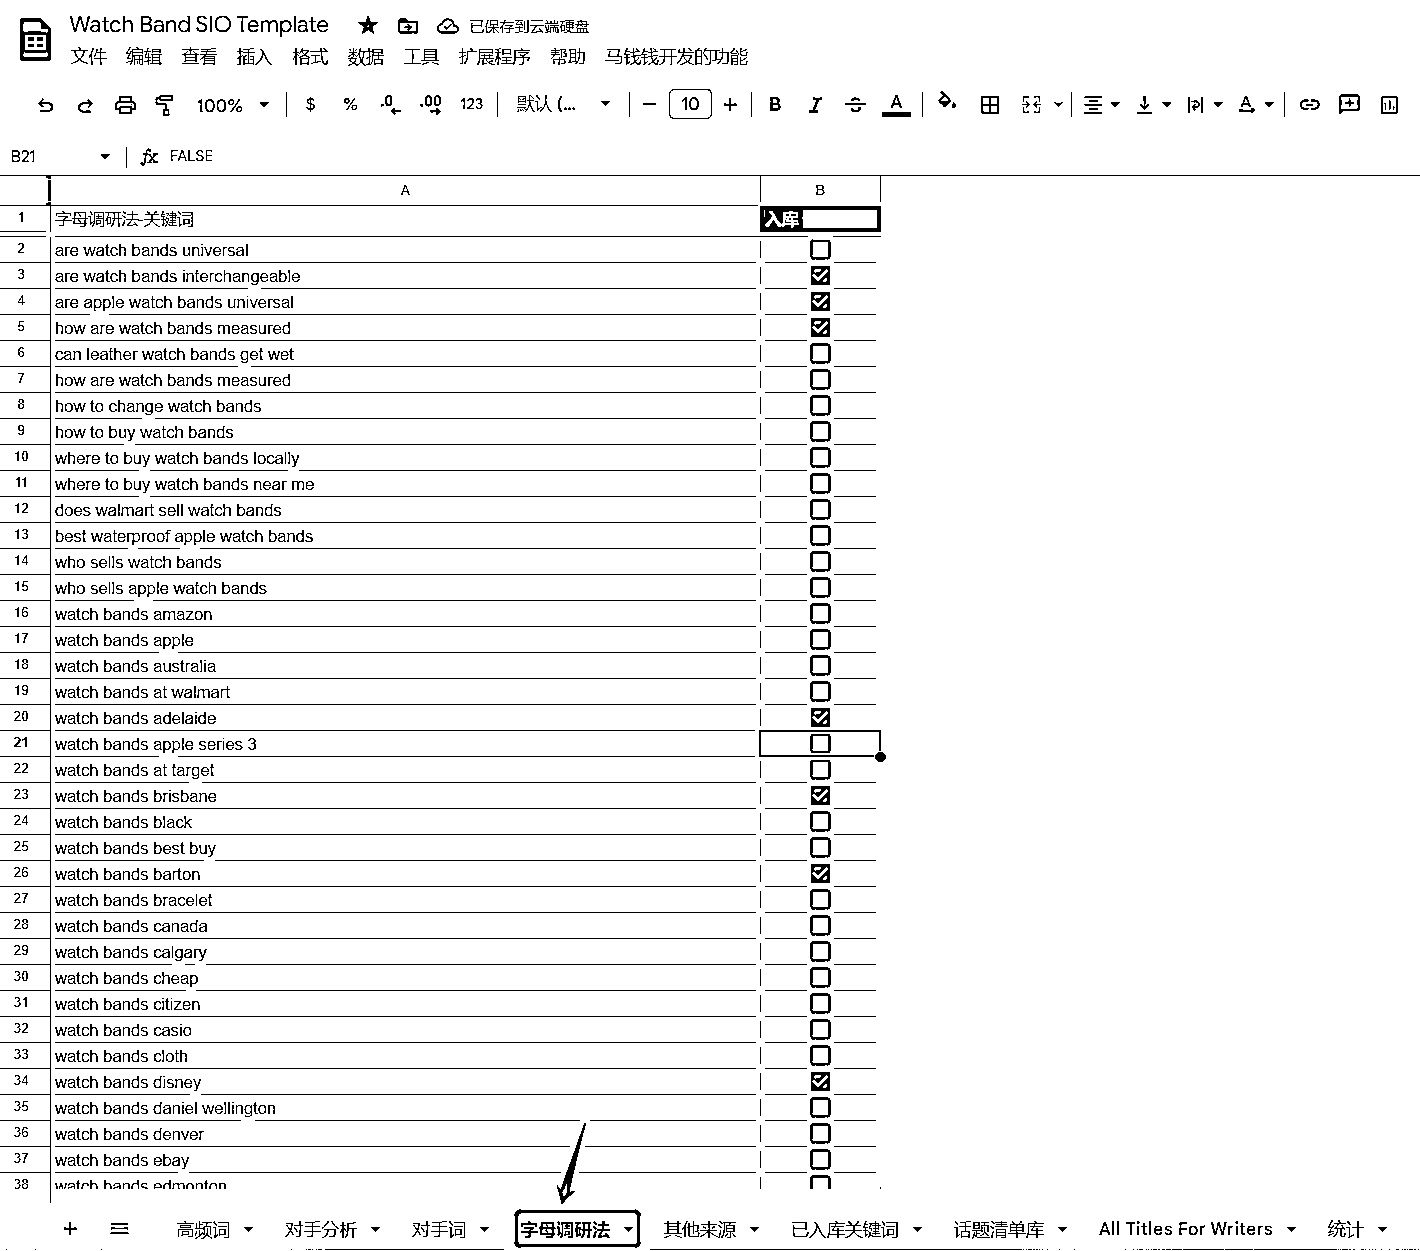 Watch Band SIO Template 已保存到云端硬盘
文件 编辑 查看 插入 格式 数据 工具 扩展程序 帮助 马钱钱开发的功能
100% $ % .0 .00 123 默认 (... − 10 + B I S A A
B21 fx FALSE
A B
1 字母调研法-关键词 入库
2 are watch bands universal
3 are watch bands interchangeable
4 are apple watch bands universal
5 how are watch bands measured
6 can leather watch bands get wet
7 how are watch bands measured
8 how to change watch bands
9 how to buy watch bands
10 where to buy watch bands locally
11 where to buy watch bands near me
12 does walmart sell watch bands
13 best waterproof apple watch bands
14 who sells watch bands
15 who sells apple watch bands
16 watch bands amazon
17 watch bands apple
18 watch bands australia
19 watch bands at walmart
20 watch bands adelaide
21 watch bands apple series 3
22 watch bands at target
23 watch bands brisbane
24 watch bands black
25 watch bands best buy
26 watch bands barton
27 watch bands bracelet
28 watch bands canada
29 watch bands calgary
30 watch bands cheap
31 watch bands citizen
32 watch bands casio
33 watch bands cloth
34 watch bands disney
35 watch bands daniel wellington
36 watch bands denver
37 watch bands ebay
38 watch bands edmonton
+ 高频词 对手分析 对手词 字母调研法 其他来源 已入库关键词 话题清单库 All Titles For Writers 统计